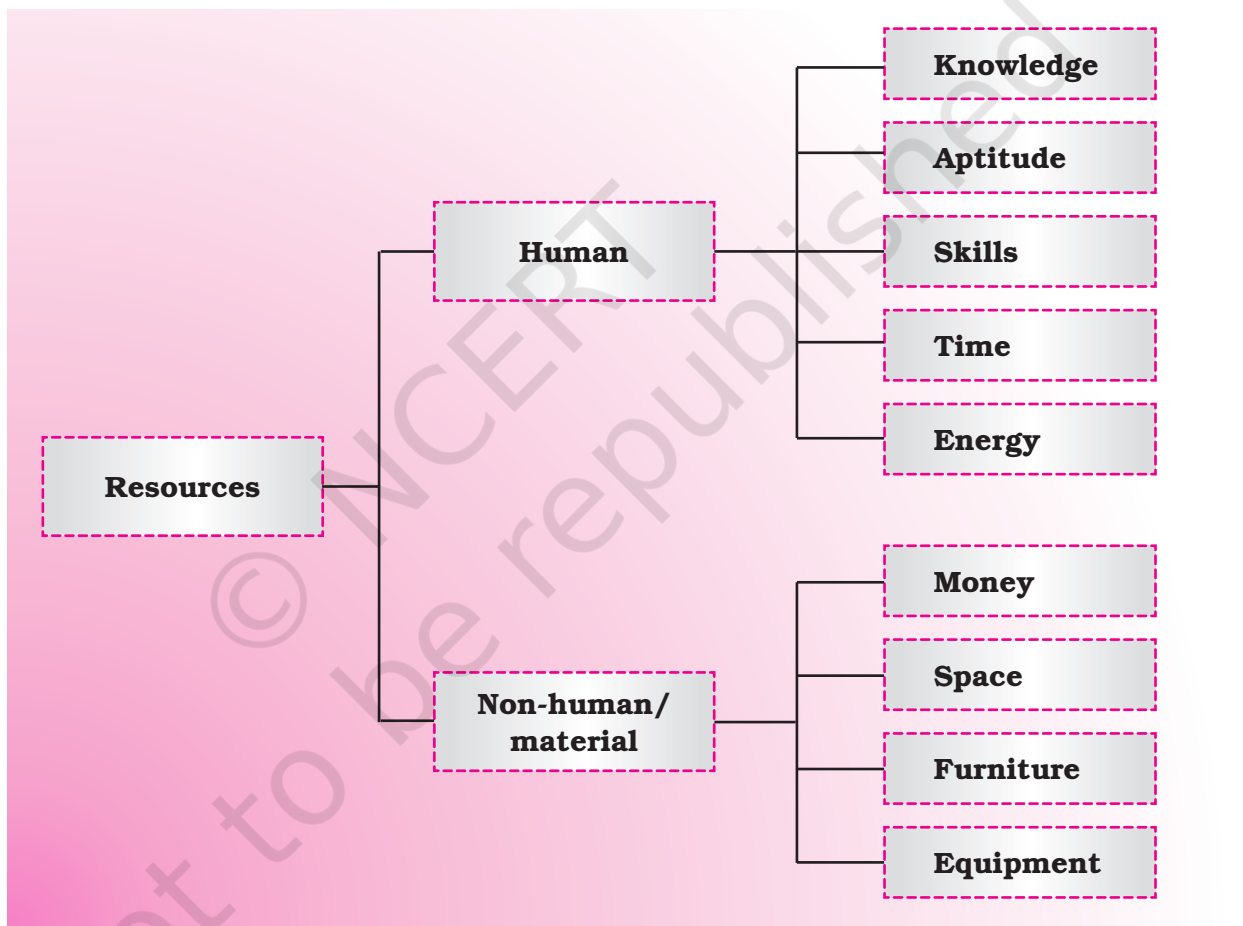 Resources
Human
Knowledge
Aptitude
Skills
Time
Energy
Non-human/
material
Money
Space
Furniture
Equipment
© NCERT
not to be republished